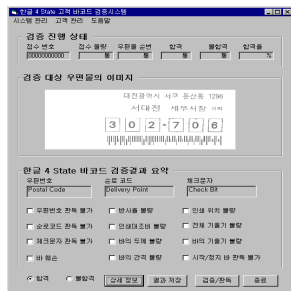 한글 4 State 고객 바코드 검증시스템
시스템 관리 고객 관리 도움말
검증 진행 상태
접수 번호 접수 물량 우편물 순번 합격 불합격 합격율
00000000000 통 통 통 통 %
검증 대상 우편물의 이미지
대전광역시 서구 둔산동 1296
서대전 세무서장 귀하
302-706
한글 4 State 바코드 검증결과 요약
우편번호 순로 코드 체크문자
Postal Code Delivery Point Check Bit
우편번호 판독 불가 반사율 불량 인쇄 위치 불량
순로코드 판독 불가 인쇄대조비 불량 전체 기울기 불량
체크문자 판독 불가 바의 두께 불량 바의 기울기 불량
바 훼손 바의 간격 불량 시작/정지 바 판독 불가
합격 불합격 상세 정보 결과 저장 검증/판독 종료